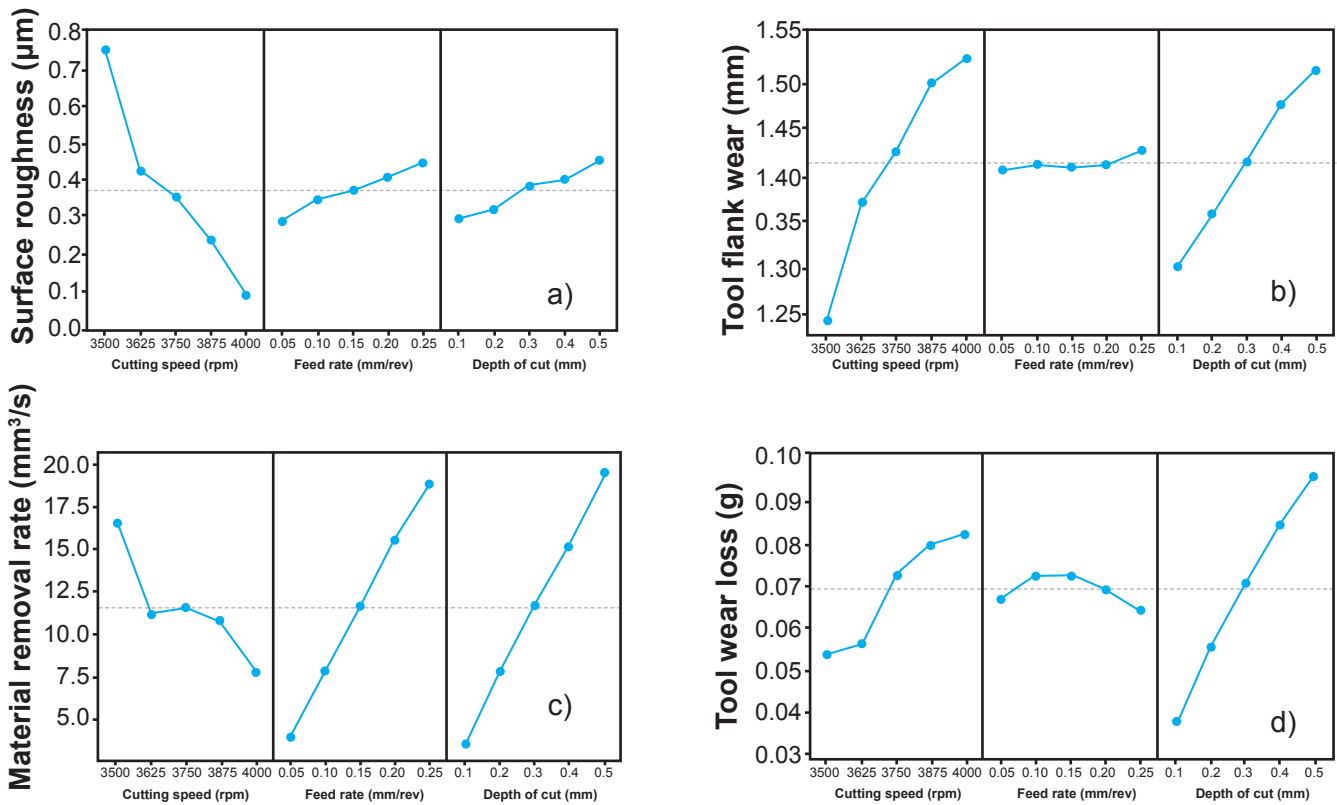 Surface roughness (µm)
0.8
0.7
0.6
0.7
0.5
0.4
0.3
0.2
0.1
0.0
a)
3500 3625 3750 3875 4000 0.05 0.10 0.15 0.20 0.25 0.1 0.2 0.3 0.4 0.5
Cutting speed (rpm) Feed rate (mm/rev) Depth of cut (mm)
Tool flank wear (mm)
1.55
1.50
1.45
1.40
0.35
1.30
1.25
b)
3500 3625 3750 3875 4000 0.05 0.10 0.15 0.20 0.25 0.1 0.2 0.3 0.4 0.5
Cutting speed (rpm) Feed rate (mm/rev) Depth of cut (mm)
Material removal rate (mm³/s)
20.0
17.5
15.0
12.5
10.0
7.5
5.0
c)
3500 3625 3750 3875 4000 0.05 0.10 0.15 0.20 0.25 0.1 0.2 0.3 0.4 0.5
Cutting speed (rpm) Feed rate (mm/rev) Depth of cut (mm)
Tool wear loss (g)
0.10
0.09
0.08
0.07
0.06
0.05
0.04
0.03
d)
3500 3625 3750 3875 4000 0.05 0.10 0.15 0.20 0.25 0.1 0.2 0.3 0.4 0.5
Cutting speed (rpm) Feed rate (mm/rev) Depth of cut (mm)